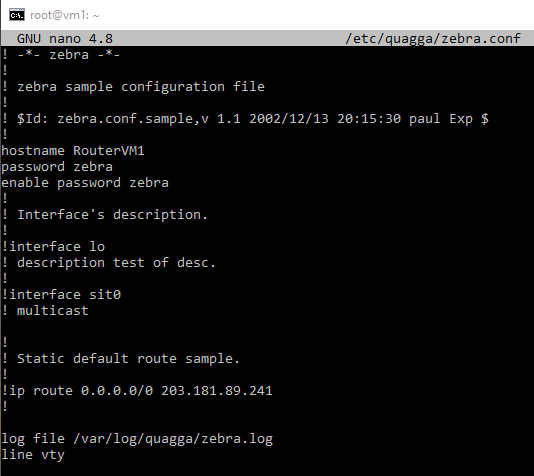 root@vm1: ~
GNU nano 4.8 /etc/quagga/zebra.conf
! -*- zebra -*-
!
! zebra sample configuration file
!
! $Id: zebra.conf.sample,v 1.1 2002/12/13 20:15:30 paul Exp $
!
hostname RouterVM1
password zebra
enable password zebra
!
! Interface's description.
!
!interface lo
! description test of desc.
!
!interface sit0
! multicast

!
! Static default route sample.
!
!ip route 0.0.0.0/0 203.181.89.241
!

log file /var/log/quagga/zebra.log
line vty